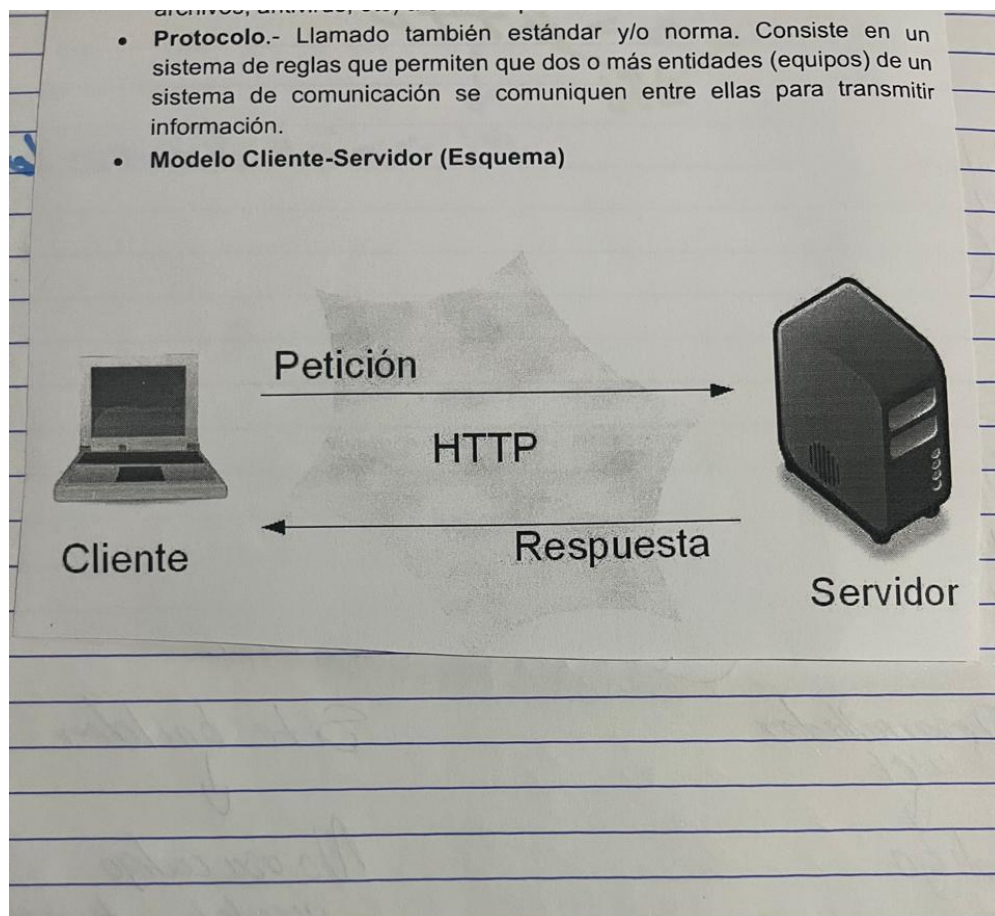 • Protocolo.- Llamado también estándar y/o norma. Consiste en un
sistema de reglas que permiten que dos o más entidades (equipos) de un
sistema de comunicación se comuniquen entre ellas para transmitir
información.
• Modelo Cliente-Servidor (Esquema)
Petición
HTTP
Respuesta
Cliente
Servidor